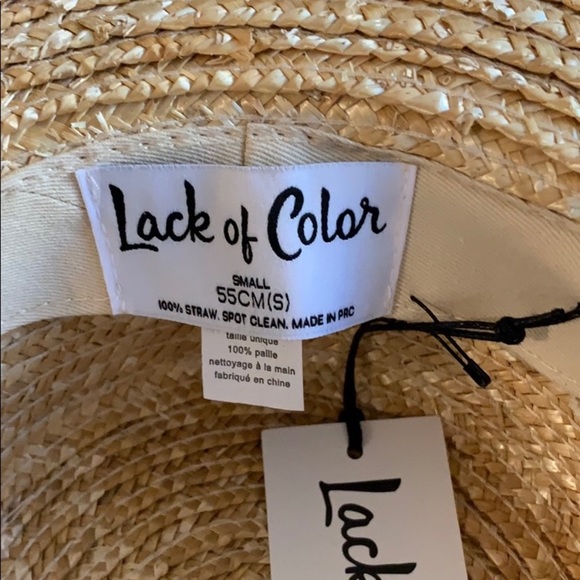 Lack of Color
SMALL
55CM(S)
100% STRAW. SPOT CLEAN. MADE IN PRC
taille unique
100% paille
nettoyage à la main
fabriqué en chine
Lack